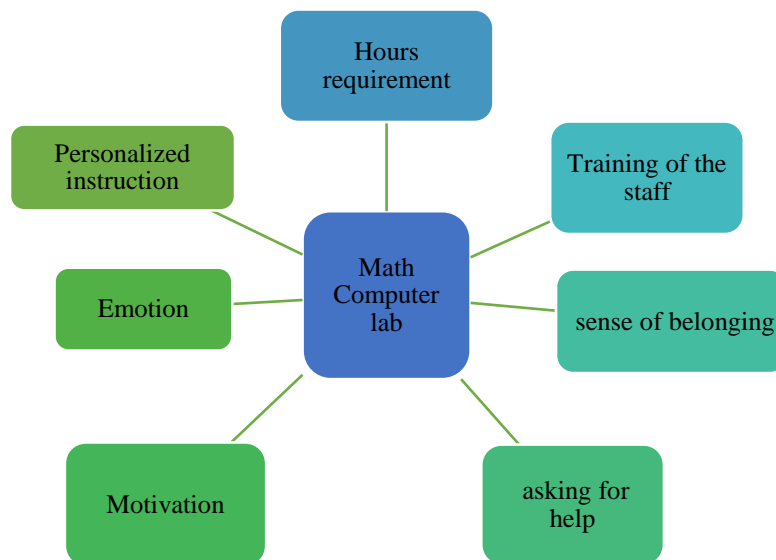 Hours
requirement
Personalized
instruction
Training of the
staff
Math
Computer
lab
Emotion
sense of belonging
Motivation
asking for
help